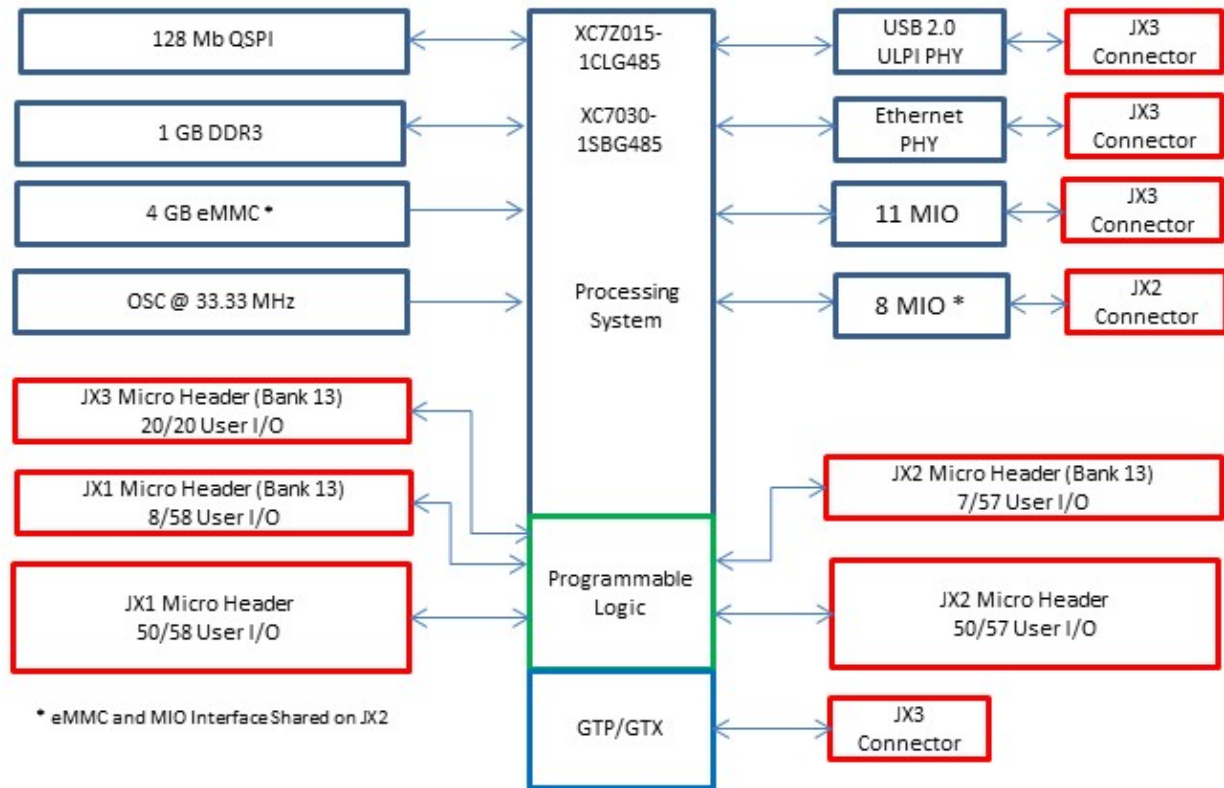 128 Mb QSPI
1 GB DDR3
4 GB eMMC *
OSC @ 33.33 MHz
JX3 Micro Header (Bank 13)
20/20 User I/O
JX1 Micro Header (Bank 13)
8/58 User I/O
JX1 Micro Header
50/58 User I/O
* eMMC and MIO Interface Shared on JX2
XC7Z015-
1CLG485
XC7030-
1SBG485
Processing
System
Programmable
Logic
GTP/GTX
USB 2.0
ULPI PHY
JX3
Connector
Ethernet
PHY
JX3
Connector
11 MIO
JX3
Connector
8 MIO *
JX2
Connector
JX2 Micro Header (Bank 13)
7/57 User I/O
JX2 Micro Header
50/57 User I/O
JX3
Connector